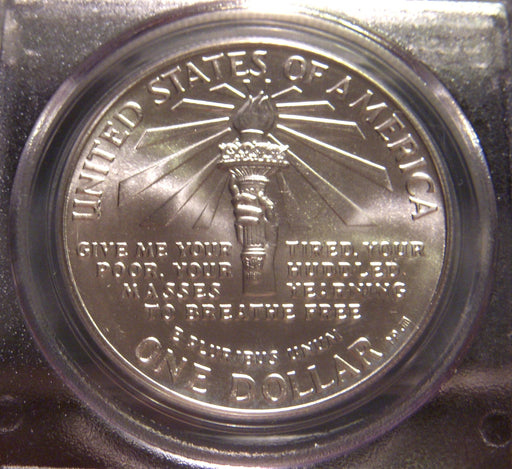 UNITED STATES OF AMERICA
GIVE ME YOUR TIRED, YOUR
POOR, YOUR HUDDLED
MASSES YEARNING
TO BREATHE FREE
E PLURIBUS UNUM
ONE DOLLAR